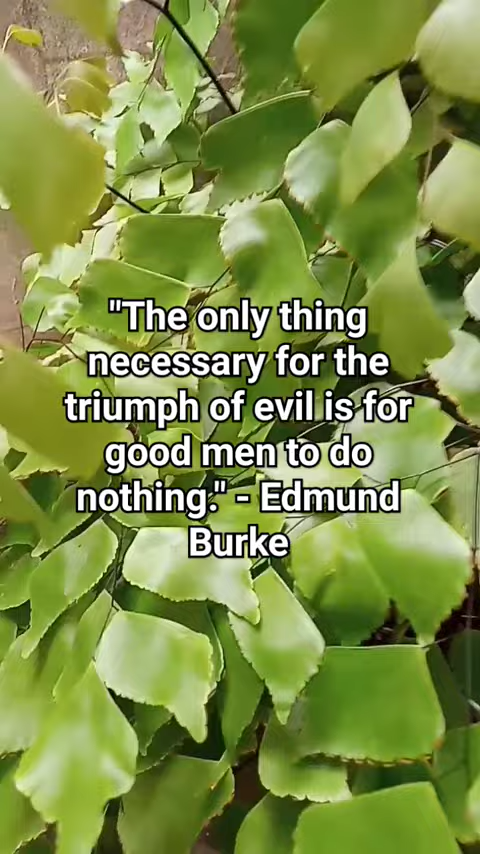 "The only thing
necessary for the
triumph of evil is for
good men to do
nothing." - Edmund
Burke